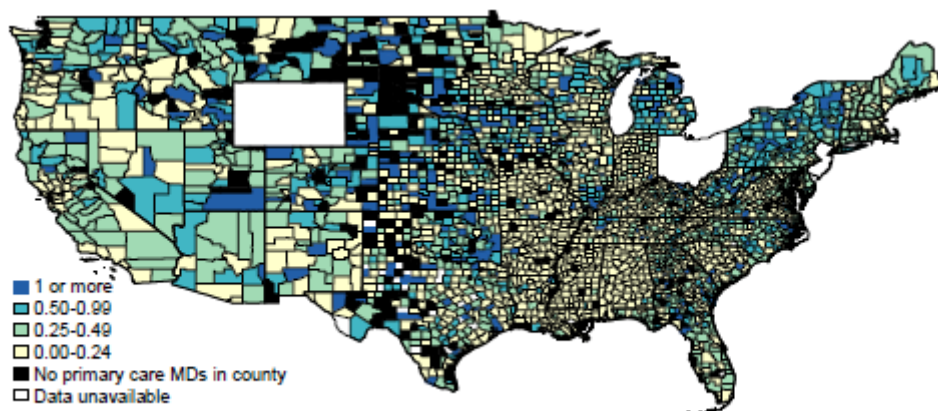 1 or more
0.50-0.99
0.25-0.49
0.00-0.24
No primary care MDs in county
Data unavailable